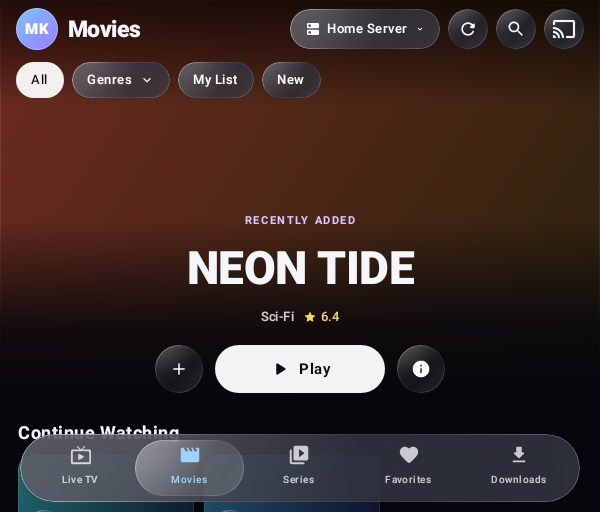 MK Movies Home Server
All Genres My List New
RECENTLY ADDED
NEON TIDE
Sci-Fi 6.4
Play
Continue Watching
Live TV Movies Series Favorites Downloads